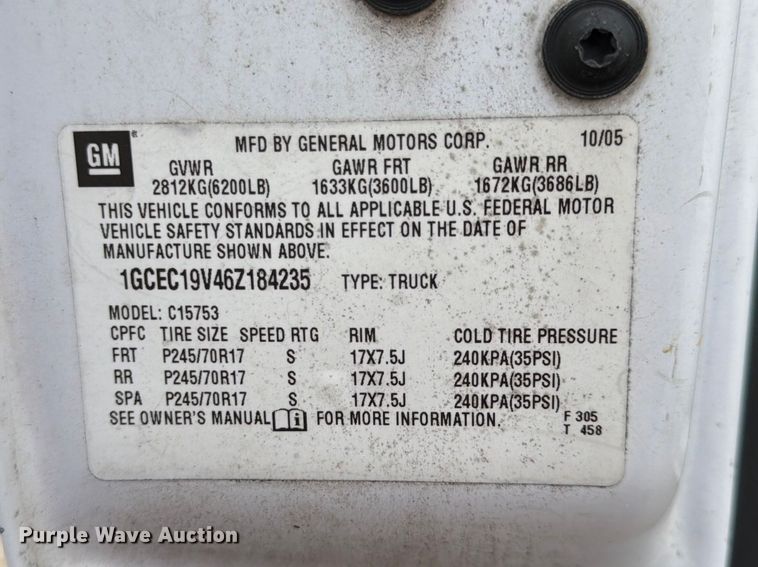 GM
MFD BY GENERAL MOTORS CORP. 10/05
GVWR GAWR FRT GAWR RR
2812KG(6200LB) 1633KG(3600LB) 1672KG(3686LB)
THIS VEHICLE CONFORMS TO ALL APPLICABLE U.S. FEDERAL MOTOR
VEHICLE SAFETY STANDARDS IN EFFECT ON THE DATE OF
MANUFACTURE SHOWN ABOVE.
1GCEC19V46Z184235 TYPE: TRUCK
MODEL: C15753
CPFC TIRE SIZE SPEED RTG RIM COLD TIRE PRESSURE
FRT P245/70R17 S 17X7.5J 240KPA(35PSI)
RR P245/70R17 S 17X7.5J 240KPA(35PSI)
SPA P245/70R17 S 17X7.5J 240KPA(35PSI)
SEE OWNER'S MANUAL FOR MORE INFORMATION. F 305
T 458
Purple Wave Auction